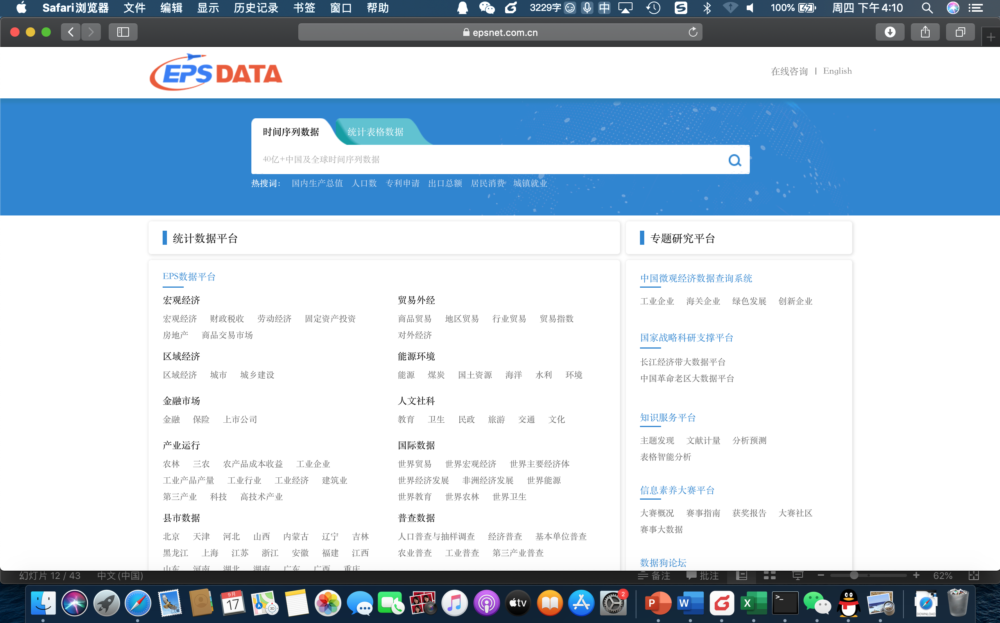 Safari浏览器 文件 编辑 显示 历史记录 书签 窗口 帮助 3229字 中 100% 周四 下午4:10
epsnet.com.cn
EPS DATA
在线咨询 | English
时间序列数据 统计表格数据
40亿+中国及全球时间序列数据
热搜词： 国内生产总值 人口数 专利申请 出口总额 居民消费 城镇就业
统计数据平台
EPS数据平台
宏观经济
宏观经济 财政税收 劳动经济 固定资产投资
房地产 商品交易市场
贸易外经
商品贸易 地区贸易 行业贸易 贸易指数
对外经济
区域经济
区域经济 城市 城乡建设
能源环境
能源 煤炭 国土资源 海洋 水利 环境
金融市场
金融 保险 上市公司
人文社科
教育 卫生 民政 旅游 交通 文化
产业运行
农林 三农 农产品成本收益 工业企业
工业产品产量 工业行业 工业经济 建筑业
第三产业 科技 高技术产业
国际数据
世界贸易 世界宏观经济 世界主要经济体
世界经济发展 非洲经济发展 世界能源
世界教育 世界农林 世界卫生
县市数据
北京 天津 河北 山西 内蒙古 辽宁 吉林
黑龙江 上海 江苏 浙江 安徽 福建 江西
山东 河南 湖北 湖南 广东 广西 重庆
普查数据
人口普查与抽样调查 经济普查 基本单位普查
农业普查 工业普查 第三产业普查
专题研究平台
中国微观经济数据查询系统
工业企业 海关企业 绿色发展 创新企业
国家战略科研支撑平台
长江经济带大数据平台
中国革命老区大数据平台
知识服务平台
主题发现 文献计量 分析预测
表格智能分析
信息素养大赛平台
大赛概况 赛事指南 获奖报告 大赛社区
赛事大数据
数据狗论坛
幻灯片 12 / 43 中文 (中国) 备注 批注 62%
9月
17
3D
tv
2
P
W
X
>_
DOWNLOAD